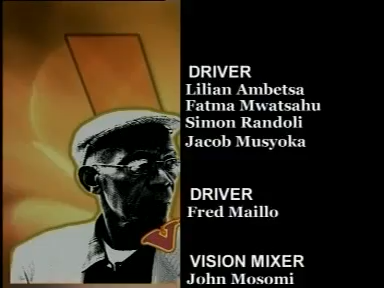 DRIVER
Lilian Ambetsa
Fatma Mwatsahu
Simon Randoli
Jacob Musyoka
DRIVER
Fred Maillo
VISION MIXER
John Mosomi